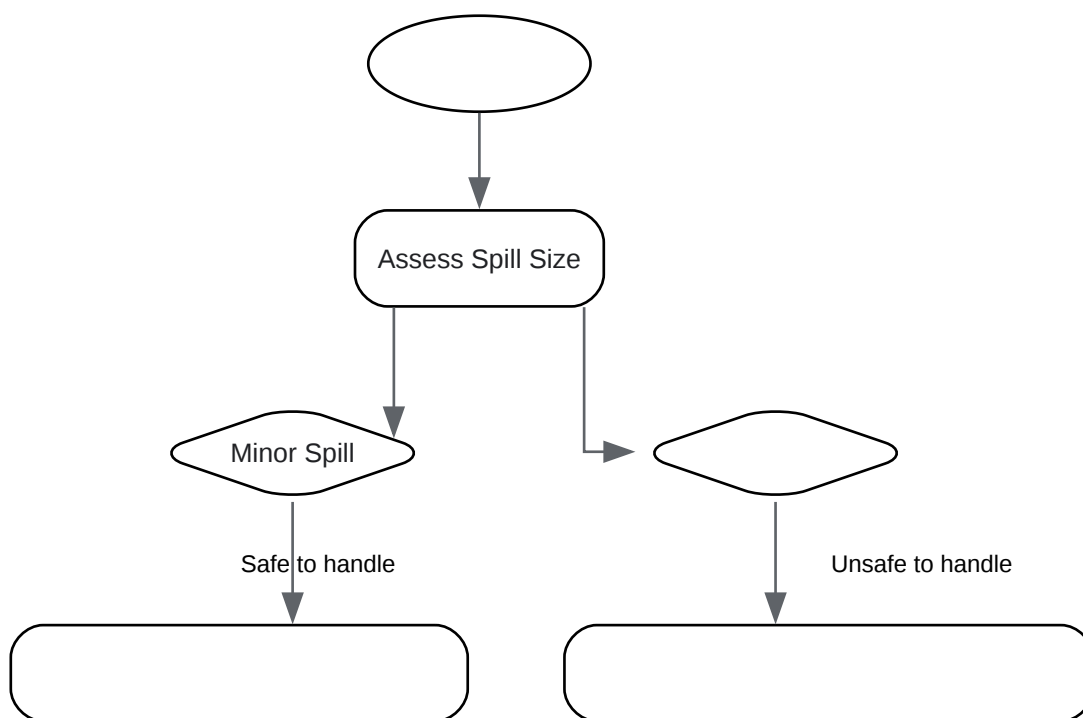 Assess Spill Size
Minor Spill
Safe to handle
Unsafe to handle